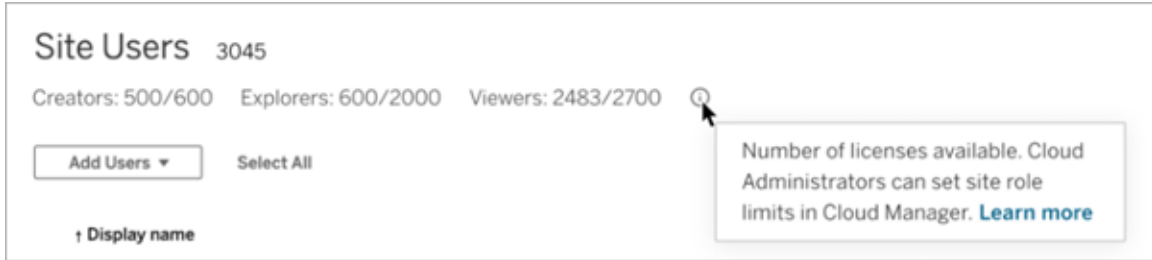 Site Users 3045
Creators: 500/600 Explorers: 600/2000 Viewers: 2483/2700
Add Users ▾ Select All
Number of licenses available. Cloud
Administrators can set site role
limits in Cloud Manager. Learn more
↑ Display name